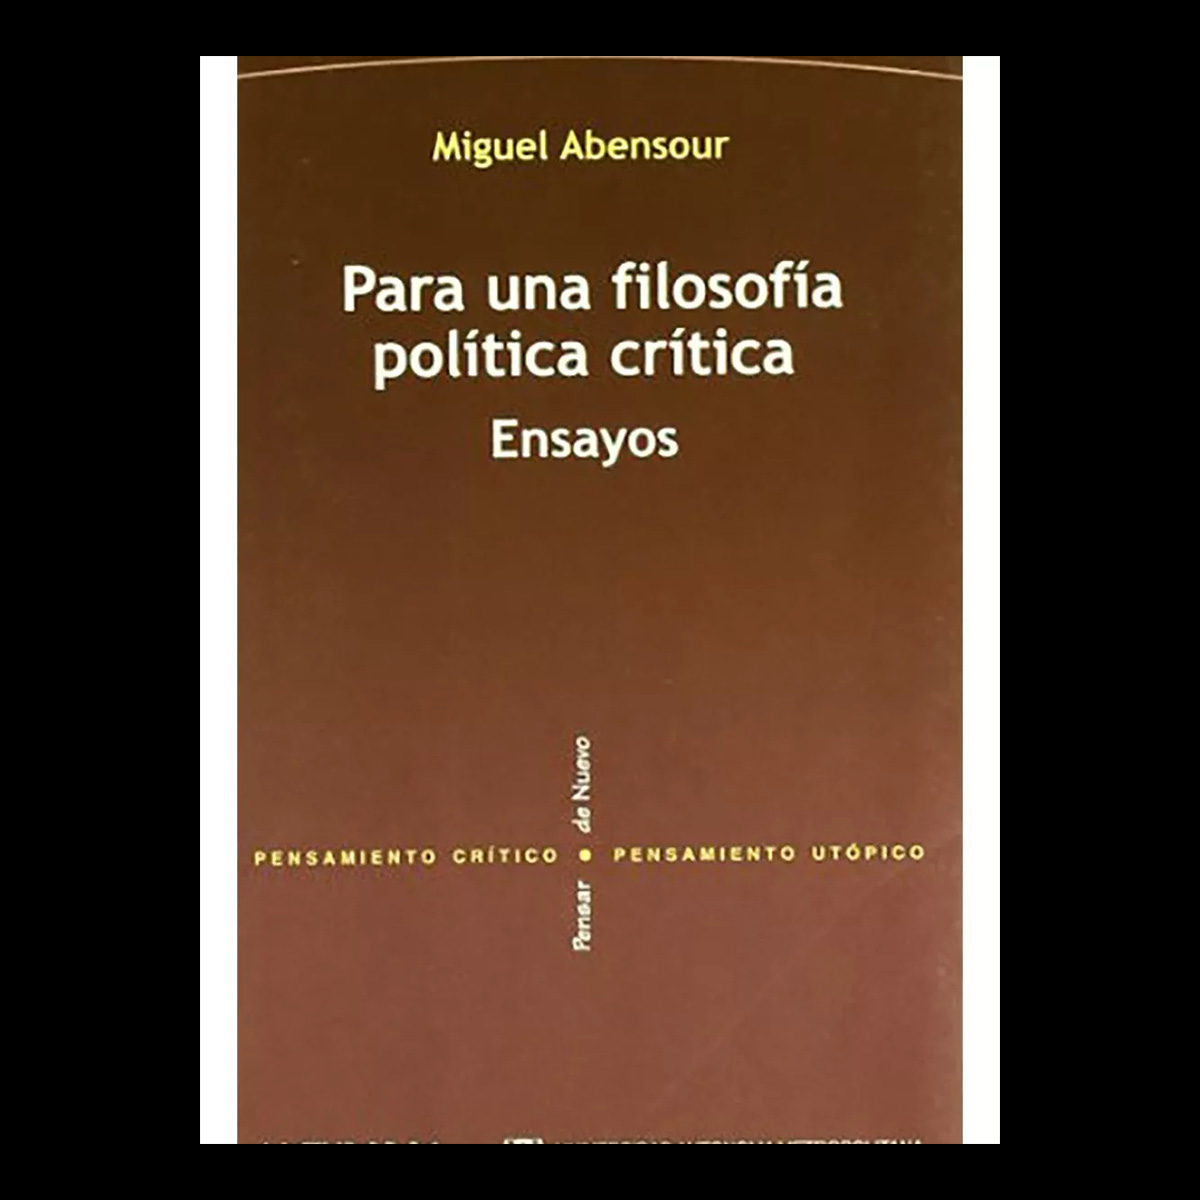 Miguel Abensour
Para una filosofía
política crítica
Ensayos
de Nuevo
PENSAMIENTO CRÍTICO • PENSAMIENTO UTÓPICO
Pensar